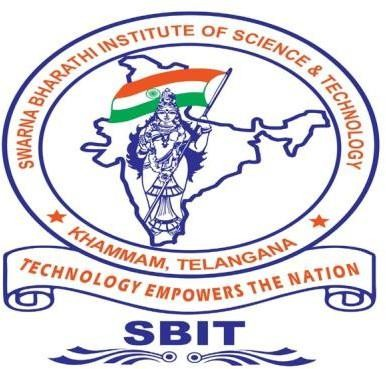 SWARNA BHARATHI INSTITUTE OF SCIENCE & TECHNOLOGY
KHAMMAM, TELANGANA
TECHNOLOGY EMPOWERS THE NATION
SBIT